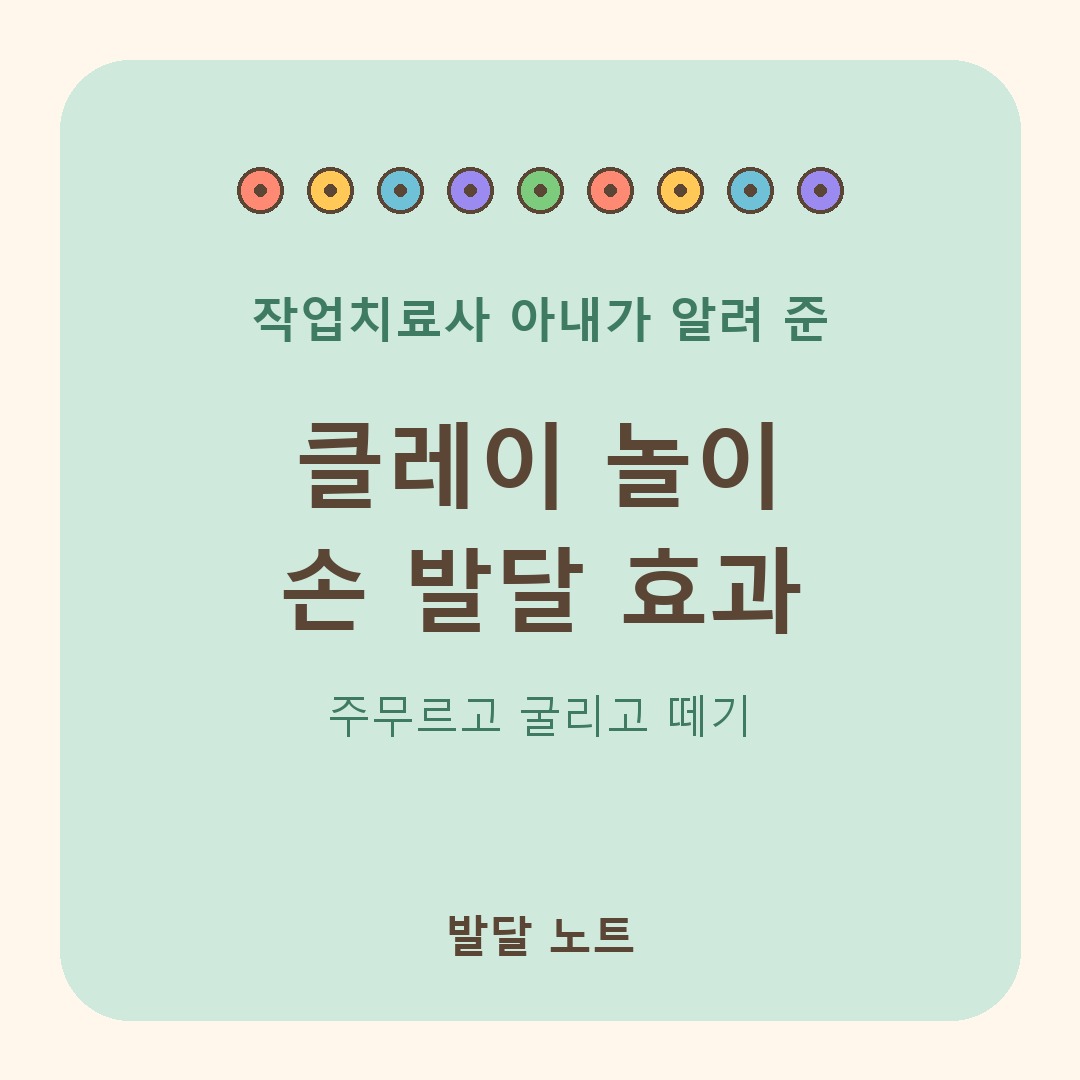 작업치료사 아내가 알려 준
클레이 놀이
손 발달 효과
주무르고 굴리고 떼기
발달 노트